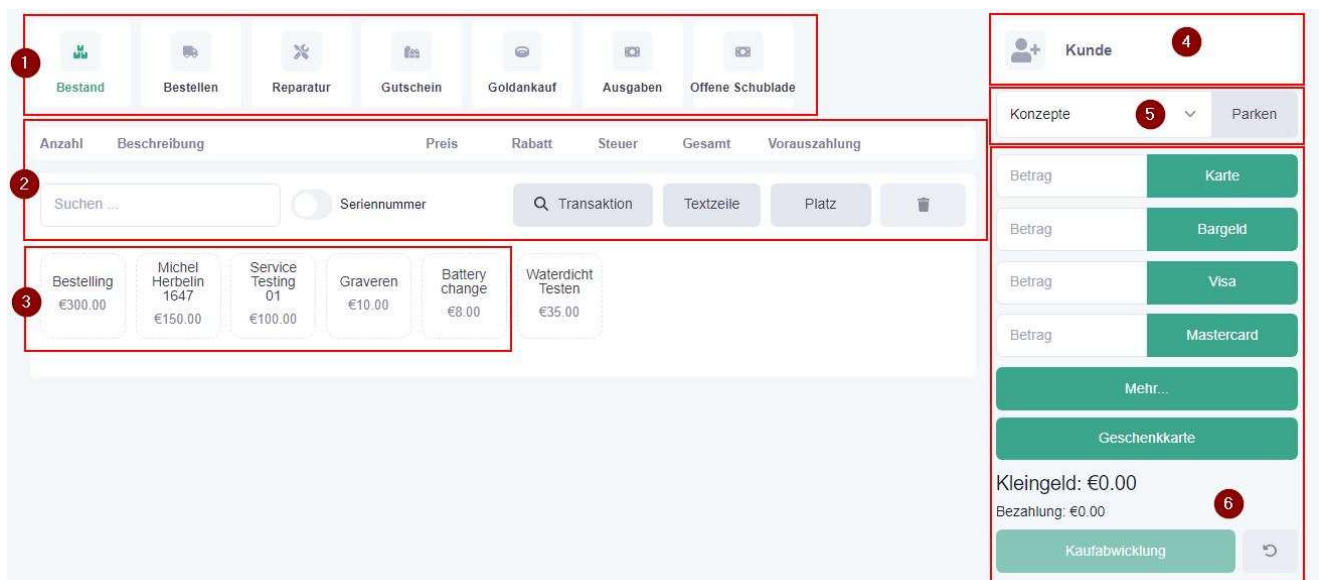 1
Bestand
Bestellen
Reparatur
Gutschein
Goldankauf
Ausgaben
Offene Schublade
4
Kunde
5
Konzepte
Parken
2
Anzahl
Beschreibung
Preis
Rabatt
Steuer
Gesamt
Vorauszahlung
Suchen ...
Seriennummer
Transaktion
Textzeile
Platz
3
Bestelling
€300.00
Michel
Herbelin
1647
€150.00
Service
Testing
01
€100.00
Graveren
€10.00
Battery
change
€8.00
Waterdicht
Testen
€35.00
Betrag
Karte
Betrag
Bargeld
Betrag
Visa
Betrag
Mastercard
Mehr...
Geschenkkarte
Kleingeld: €0.00
Bezahlung: €0.00
6
Kaufabwicklung